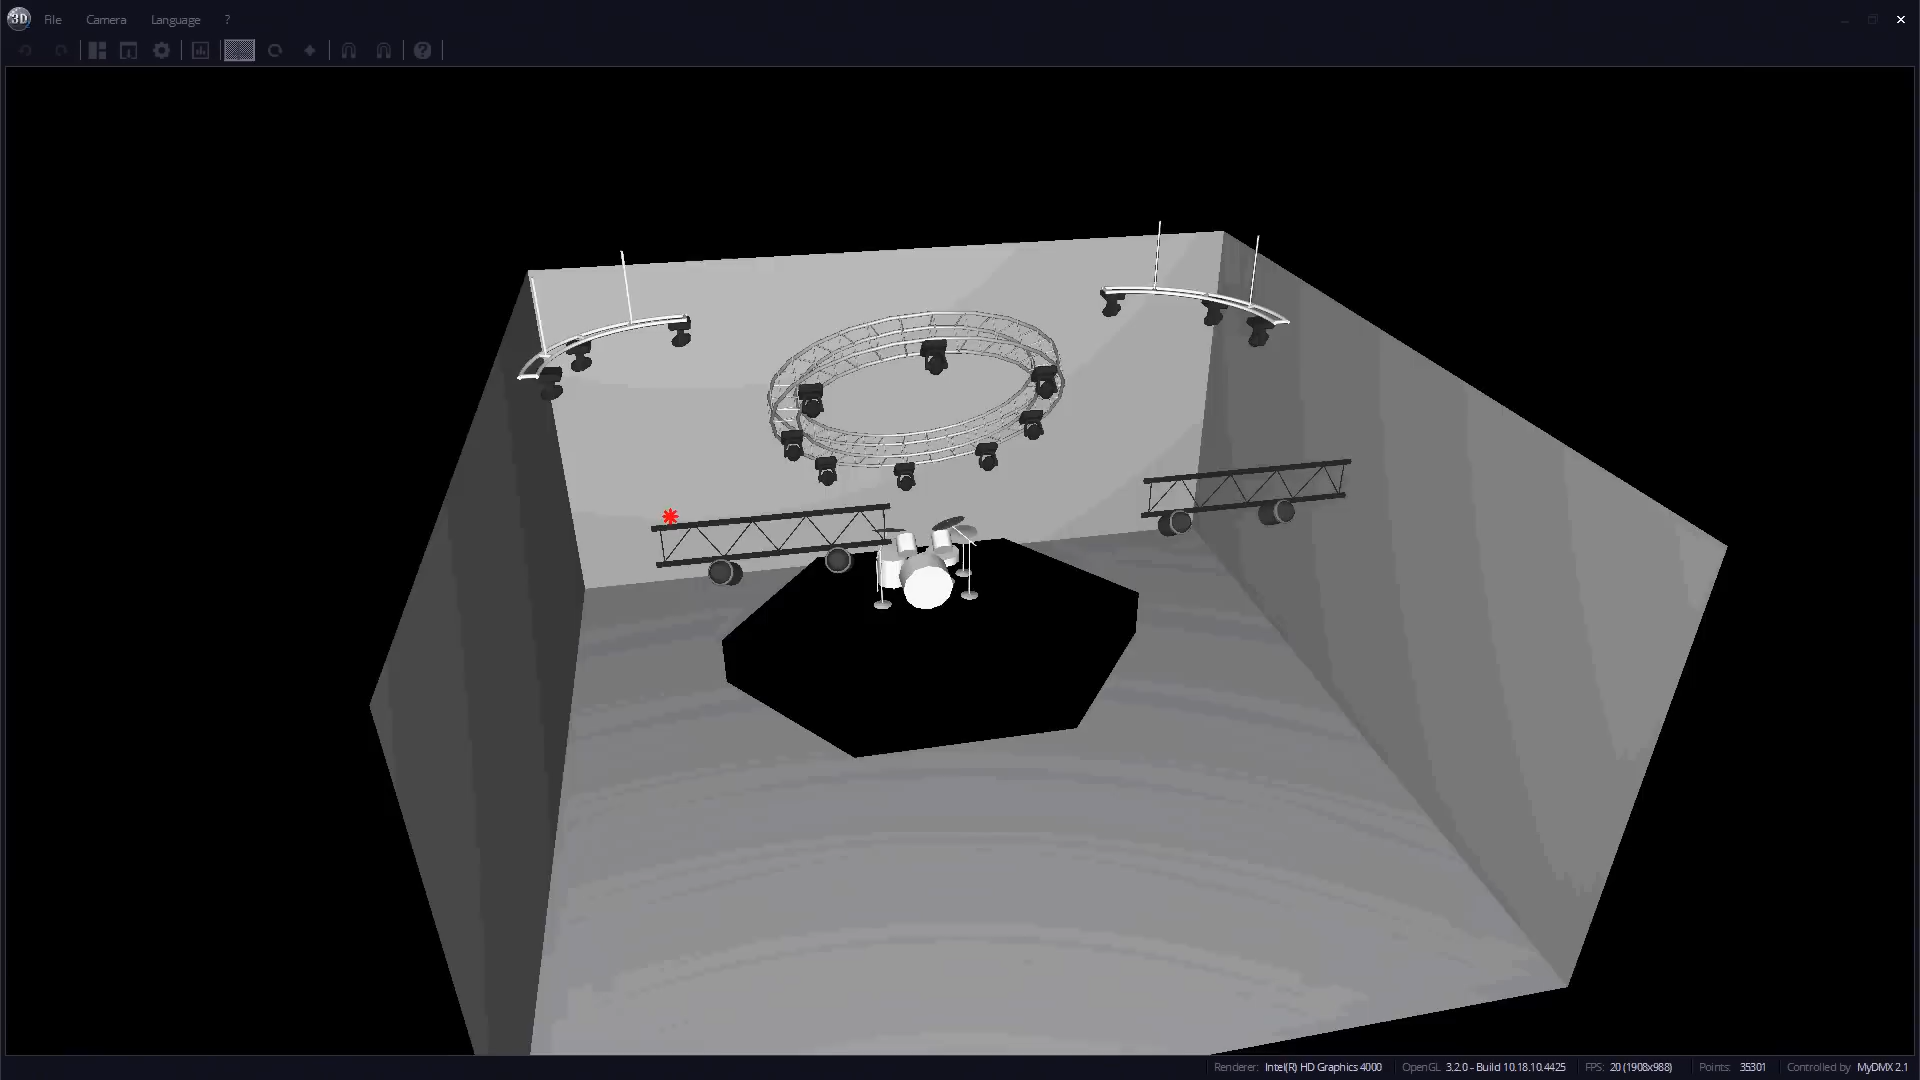 3D File Camera Language ?
Renderer: Intel(R) HD Graphics 4000 OpenGL 3.2.0 - Build 10.18.10.4425 FPS: 20 (1908x988) Points: 35301 Controlled by MyDMX 2.1